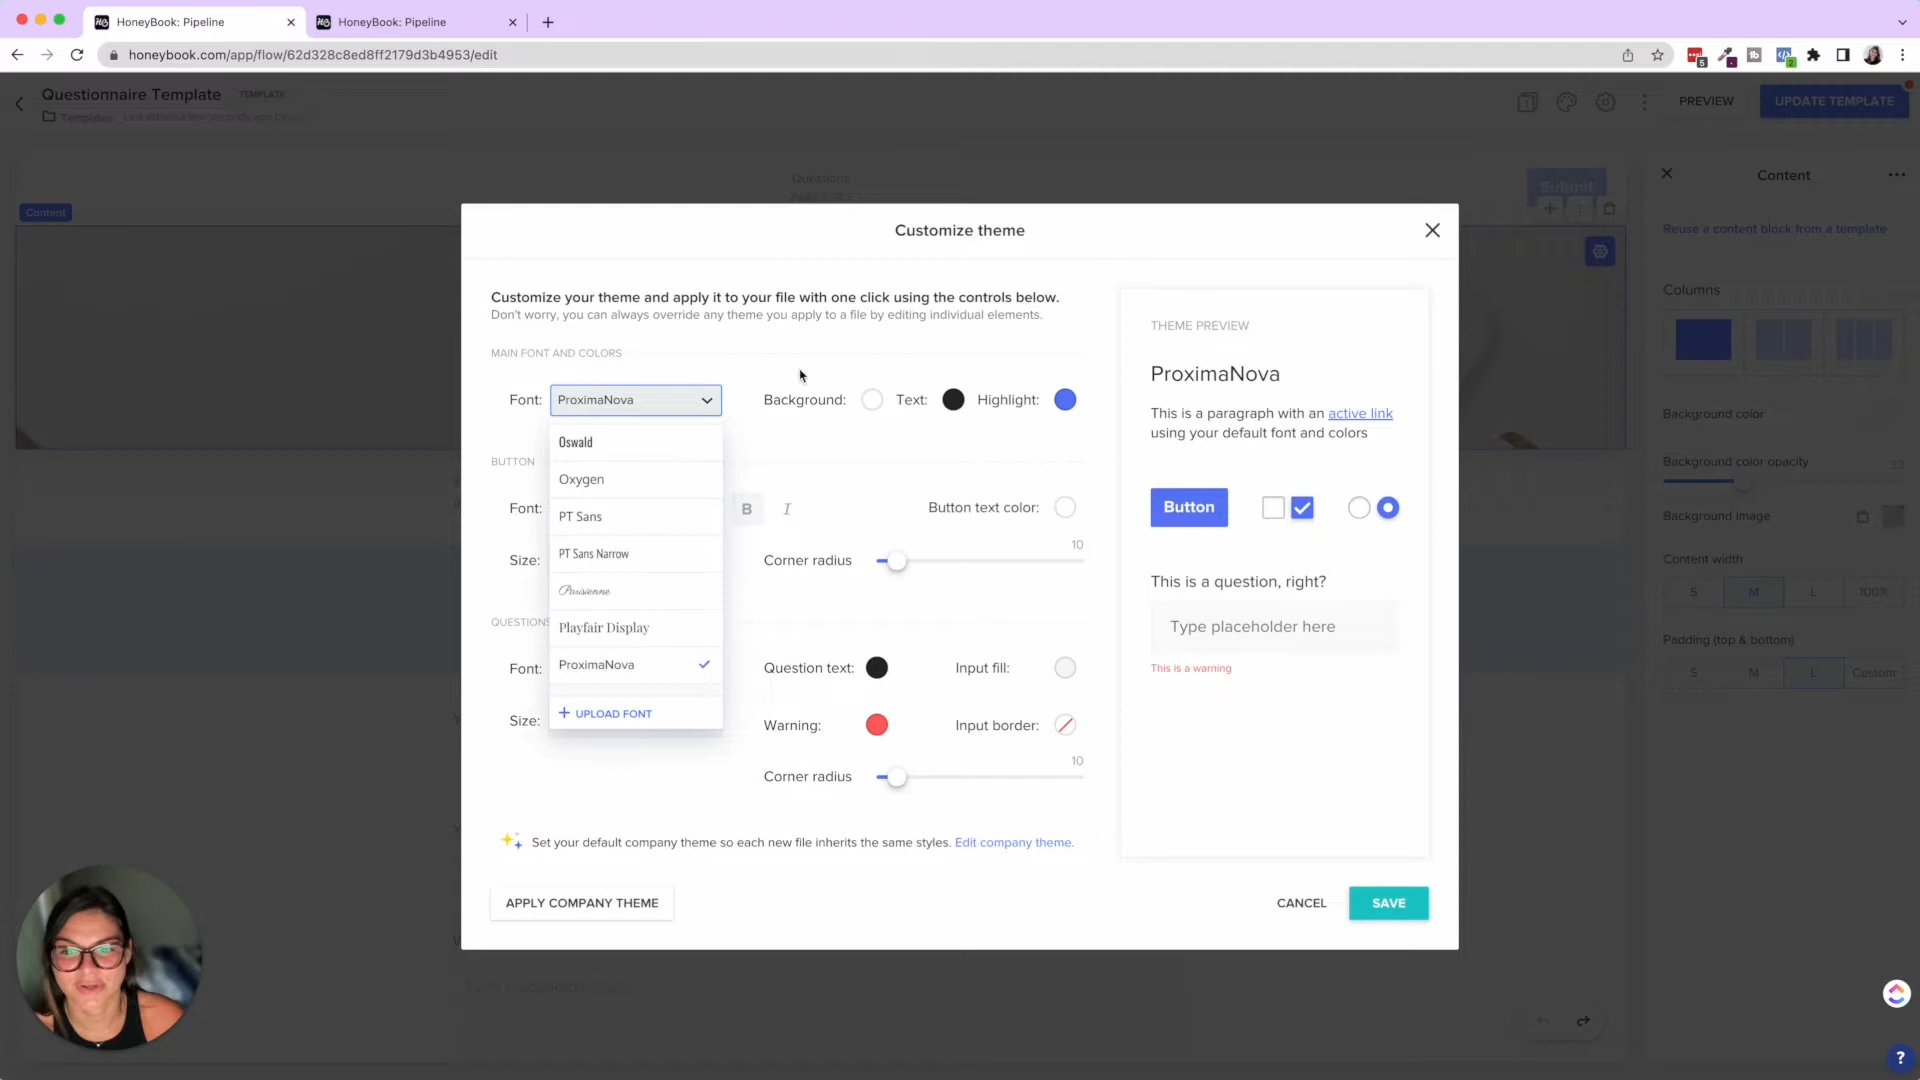 HoneyBook: Pipeline
HoneyBook: Pipeline
honeybook.com/app/flow/62d328c8ed8ff2179d3b4953/edit
5
2
Questionnaire Template
TEMPLATE
Templates
1
PREVIEW
UPDATE TEMPLATE
Questions
Submit
Content
Content
Reuse a content block from a template
Columns
Background color
Background color opacity
33
Background image
Content width
S
M
L
100%
Padding (top & bottom)
S
M
L
Custom
Customize theme
Customize your theme and apply it to your file with one click using the controls below.
Don't worry, you can always override any theme you apply to a file by editing individual elements.
MAIN FONT AND COLORS
Font:
ProximaNova
Background:
Text:
Highlight:
Oswald
Oxygen
PT Sans
PT Sans Narrow
Parisienne
Playfair Display
ProximaNova
+ UPLOAD FONT
BUTTON
Font:
B
I
Button text color:
Size:
Corner radius
10
QUESTIONS
Font:
Question text:
Input fill:
Size:
Warning:
Input border:
Corner radius
10
Set your default company theme so each new file inherits the same styles. Edit company theme.
APPLY COMPANY THEME
CANCEL
SAVE
THEME PREVIEW
ProximaNova
This is a paragraph with an active link
using your default font and colors
Button
This is a question, right?
Type placeholder here
This is a warning
?